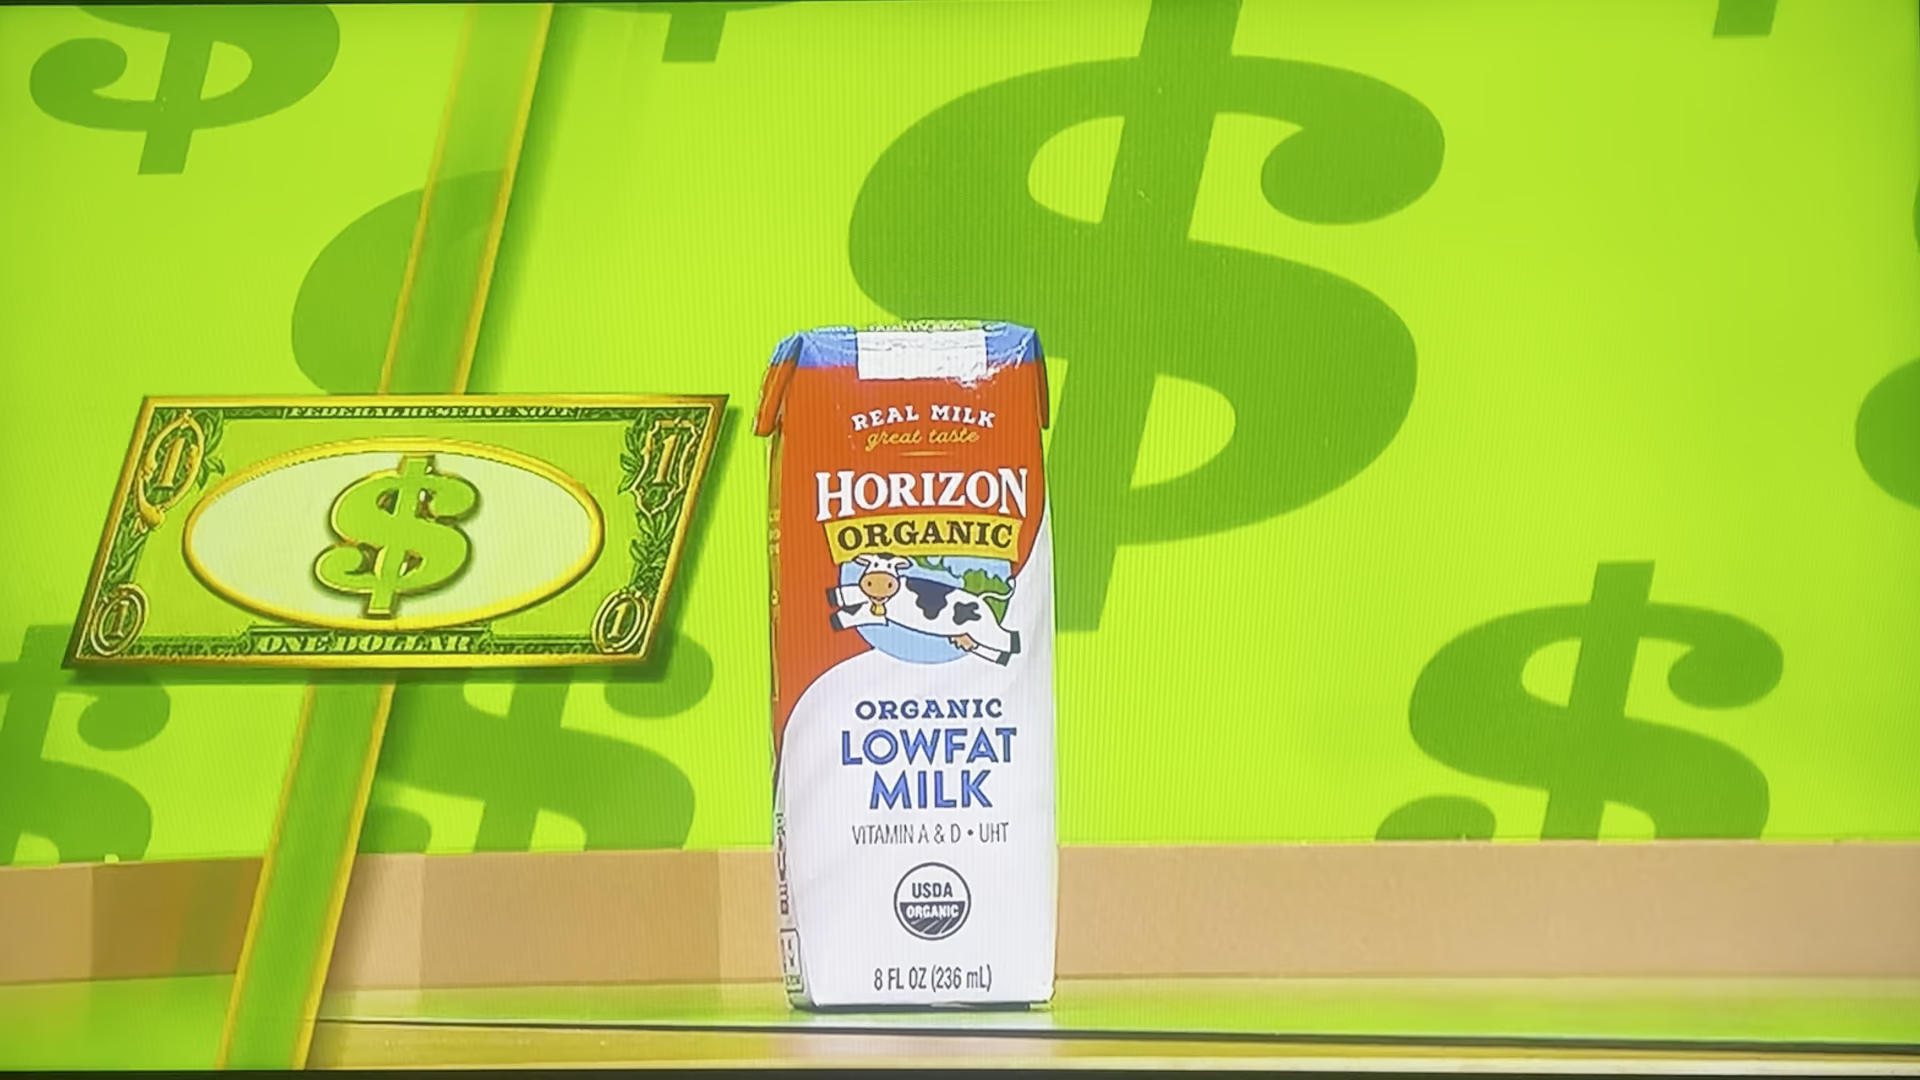 FEDERAL RESERVE NOTE
1
1
$
1
1
ONE DOLLAR
REAL MILK
great taste
HORIZON
ORGANIC
ORGANIC
LOWFAT
MILK
VITAMIN A & D • UHT
USDA
ORGANIC
8 FL OZ (236 mL)